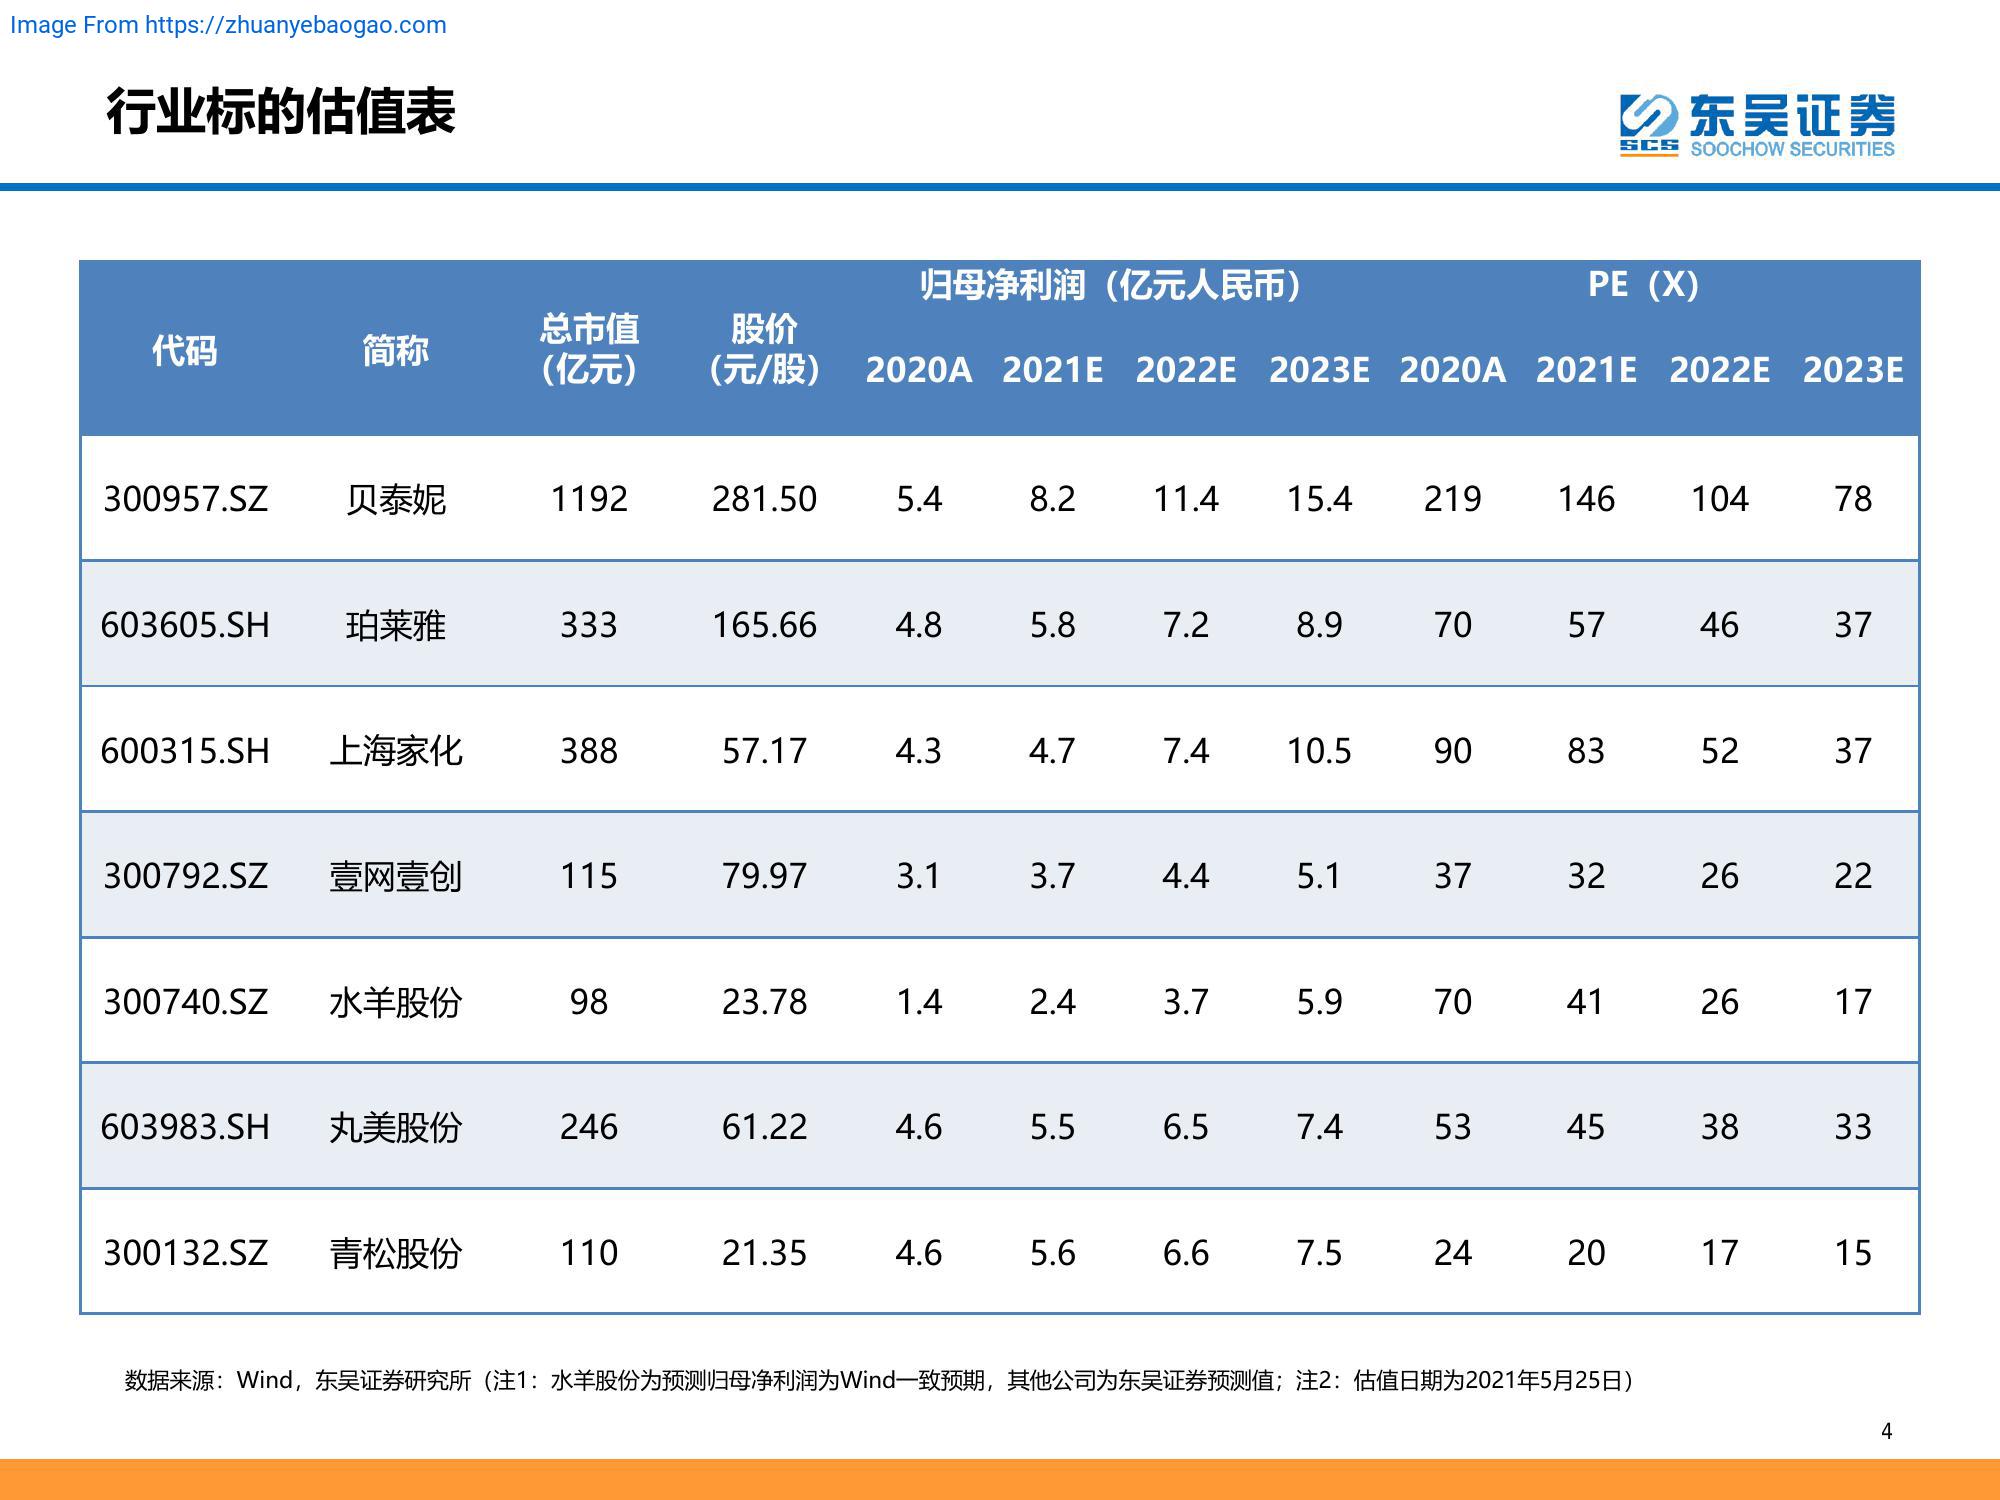 Image From https://zhuanyebaogao.com
行业标的估值表
东吴证券
SCS
SOOCHOW SECURITIES
归母净利润（亿元人民币） PE（X）
代码 简称 总市值（亿元） 股价（元/股） 2020A 2021E 2022E 2023E 2020A 2021E 2022E 2023E
300957.SZ 贝泰妮 1192 281.50 5.4 8.2 11.4 15.4 219 146 104 78
603605.SH 珀莱雅 333 165.66 4.8 5.8 7.2 8.9 70 57 46 37
600315.SH 上海家化 388 57.17 4.3 4.7 7.4 10.5 90 83 52 37
300792.SZ 壹网壹创 115 79.97 3.1 3.7 4.4 5.1 37 32 26 22
300740.SZ 水羊股份 98 23.78 1.4 2.4 3.7 5.9 70 41 26 17
603983.SH 丸美股份 246 61.22 4.6 5.5 6.5 7.4 53 45 38 33
300132.SZ 青松股份 110 21.35 4.6 5.6 6.6 7.5 24 20 17 15
数据来源：Wind，东吴证券研究所（注1：水羊股份为预测归母净利润为Wind一致预期，其他公司为东吴证券预测值；注2：估值日期为2021年5月25日）
4